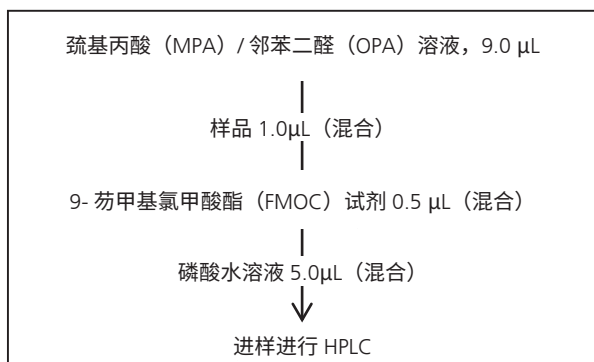 巯基丙酸（MPA）/ 邻苯二醛（OPA）溶液，9.0 μL
样品 1.0μL（混合）
9- 芴甲基氯甲酸酯（FMOC）试剂 0.5 μL（混合）
磷酸水溶液 5.0μL（混合）
进样进行 HPLC